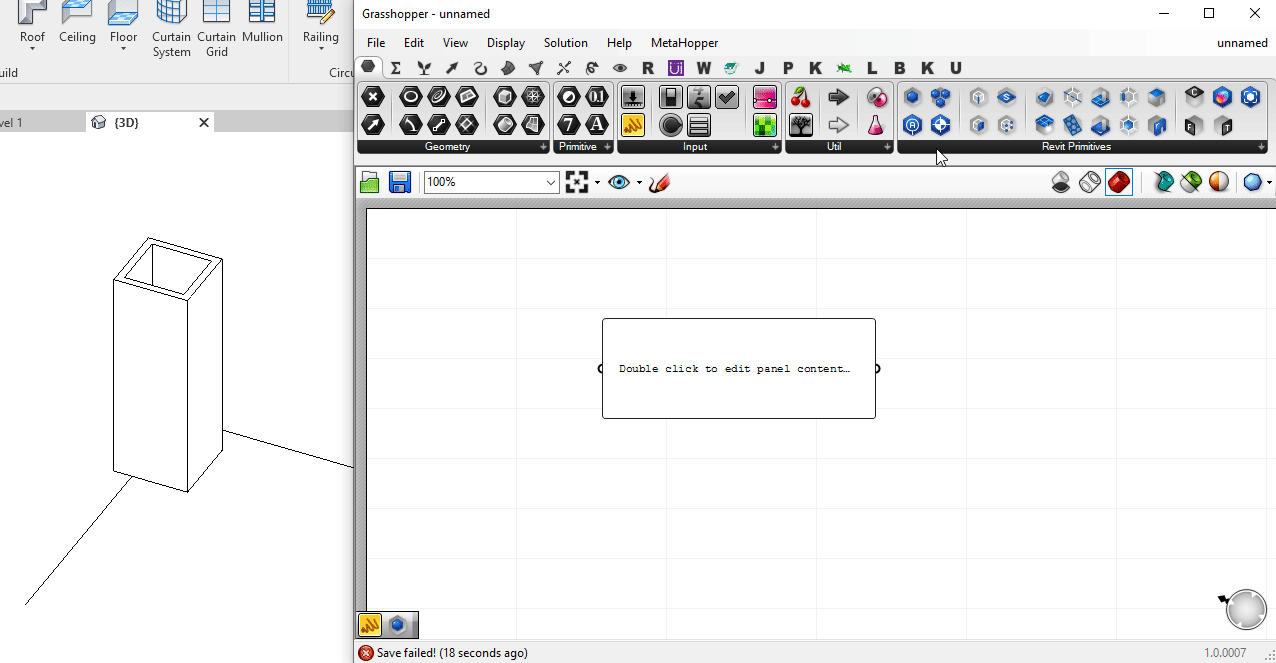 Roof
Ceiling
Floor
Curtain System
Curtain Grid
Mullion
Railing
uild
Circu
vel 1
{3D}
Grasshopper - unnamed
File Edit View Display Solution Help MetaHopper unnamed
R W J P K L B K U
Geometry
Primitive
Input
Util
Revit Primitives
100%
Double click to edit panel content…
Save failed! (18 seconds ago)
1.0.0007